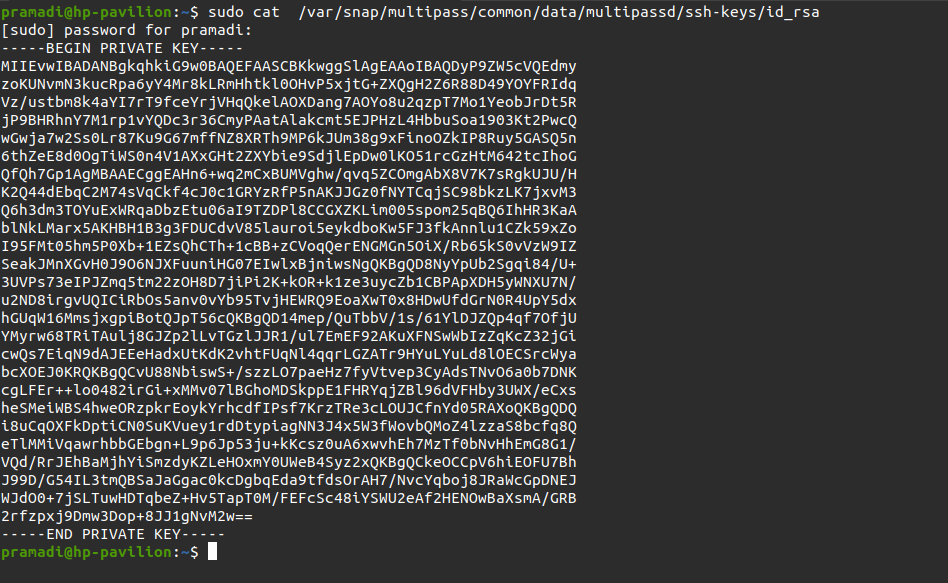 pramadi@hp-pavilion:~$ sudo cat  /var/snap/multipass/common/data/multipassd/ssh-keys/id_rsa
[sudo] password for pramadi:
-----BEGIN PRIVATE KEY-----
MIIEvwIBADANBgkqhkiG9w0BAQEFAASCBKkwggSlAgEAAoIBAQDyP9ZW5cVQEdmy
zoKUNvmN3kucRpa6yY4Mr8kLRmHhtkl0OHvP5xjtG+ZXQgH2Z6R88D49YOYFRIdq
Vz/ustbm8k4aYI7rT9fceYrjVHqQkelAOXDang7AOYo8u2qzpT7Mo1YeobJrDt5R
jP9BHRhnY7M1rp1vYQDc3r36CmyPAatAlakcmt5EJPHzL4HbbuSoa1903Kt2PwcQ
wGwja7w2Ss0Lr87Ku9G67mffNZ8XRTh9MP6kJUm38g9xFinoOZkIP8Ruy5GASQ5n
6thZeE8d0OgTiWS0n4V1AXxGHt2ZXYbie9SdjlEpDw0lKO51rcGzHtM642tcIhoG
QfQh7Gp1AgMBAAECggEAHn6+wq2mCxBUMVghw/qvq5ZCOmgAbX8V7K7sRgkUJU/H
K2Q44dEbqC2M74sVqCkf4cJ0c1GRYzRfP5nAKJJGz0fNYTCqjSC98bkzLK7jxvM3
Q6h3dm3TOYuExWRqaDbzEtu06aI9TZDPl8CCGXZKLim005spom25qBQ6IhHR3KaA
blNkLMarx5AKHBH1B3g3FDUCdvV85lauroi5eykdboKw5FJ3fkAnnlu1CZk59xZo
I95FMt05hm5P0Xb+1EZsQhCTh+1cBB+zCVoqQerENGMGn5OiX/Rb65kS0vVzW9IZ
SeakJMnXGvH0J9O6NJXFuuniHG07EIwlxBjniwsNgQKBgQD8NyYpUb2Sgqi84/U+
3UVPs73eIPJZmq5tm22zOH8D7jiPi2K+kOR+k1ze3uycZb1CBPApXDH5yWNXU7N/
u2ND8irgvUQICiRbOs5anv0vYb95TvjHEWRQ9EoaXwT0x8HDwUfdGrN0R4UpY5dx
hGUqW16MmsjxgpiBotQJpT56cQKBgQD14mep/QuTbbV/1s/61YlDJZQp4qf7OfjU
YMyrw68TRiTAulj8GJZp2lLvTGzlJJR1/ul7EmEF92AKuXFNSwWbIzZqKcZ32jGi
cwQs7EiqN9dAJEEeHadxUtKdK2vhtFUqNl4qqrLGZATr9HYuLYuLd8lOECSrcWya
bcXOEJ0KRQKBgQCvU88NbiswS+/szzLO7paeHz7fyVtvep3CyAdsTNvO6a0b7DNK
cgLFEr++lo0482irGi+xMMv07lBGhoMDSkppE1FHRYqjZBl96dVFHby3UWX/eCxs
heSMeiWBS4hweORzpkrEoykYrhcdfIPsf7KrzTRe3cLOUJCfnYd05RAXoQKBgQDQ
i8uCqOXFkDptiCN0SuKVuey1rdDtypiagNN3J4x5W3fWovbQMoZ4lzzaS8bcfq8Q
eTlMMiVqawrhbbGEbgn+L9p6Jp53ju+kKcsz0uA6xwvhEh7MzTf0bNvHhEmG8G1/
VQd/RrJEhBaMjhYiSmzdyKZLeHOxmY0UWeB4Syz2xQKBgQCkeOCCpV6hiEOFU7Bh
J99D/G54IL3tmQBSaJaGgac0kcDgbqEda9tfdsOrAH7/NvcYqboj8JRaWcGpDNEJ
WJdO0+7jSLTuwHDTqbeZ+Hv5TapT0M/FEFcSc48iYSWU2eAf2HENOwBaXsmA/GRB
2rfzpxj9Dmw3Dop+8JJ1gNvM2w==
-----END PRIVATE KEY-----
pramadi@hp-pavilion:~$